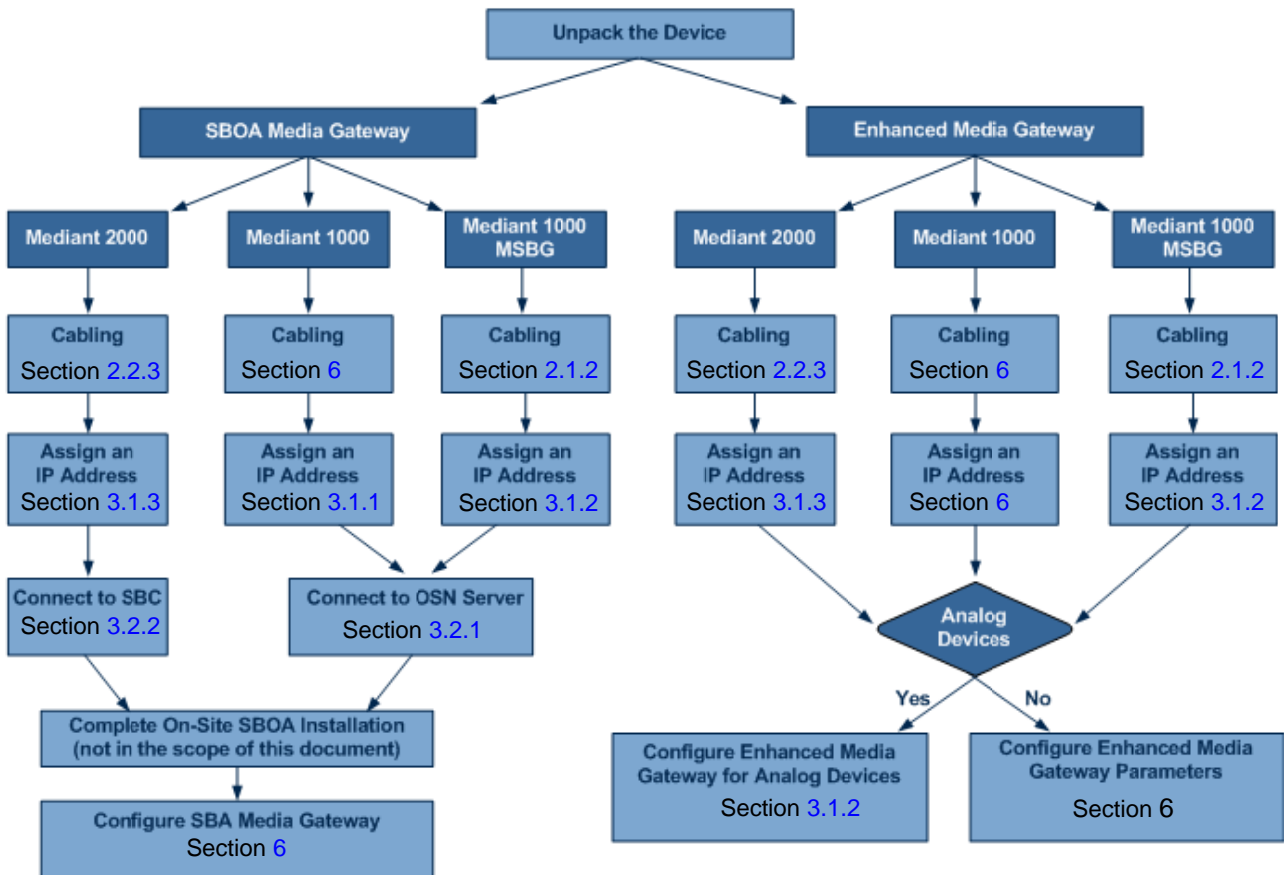 Unpack the Device
SBOA Media Gateway
Enhanced Media Gateway
Mediant 2000
Mediant 1000
Mediant 1000
MSBG
Mediant 2000
Mediant 1000
Mediant 1000
MSBG
Cabling
Section 2.2.3
Cabling
Section 6
Cabling
Section 2.1.2
Cabling
Section 2.2.3
Cabling
Section 6
Cabling
Section 2.1.2
Assign an
IP Address
Section 3.1.3
Assign an
IP Address
Section 3.1.1
Assign an
IP Address
Section 3.1.2
Assign an
IP Address
Section 3.1.3
Assign an
IP Address
Section 6
Assign an
IP Address
Section 3.1.2
Connect to SBC
Section 3.2.2
Connect to OSN Server
Section 3.2.1
Analog
Devices
Yes
No
Complete On-Site SBOA Installation
(not in the scope of this document)
Configure Enhanced Media
Gateway for Analog Devices
Section 3.1.2
Configure Enhanced Media
Gateway Parameters
Section 6
Configure SBA Media Gateway
Section 6